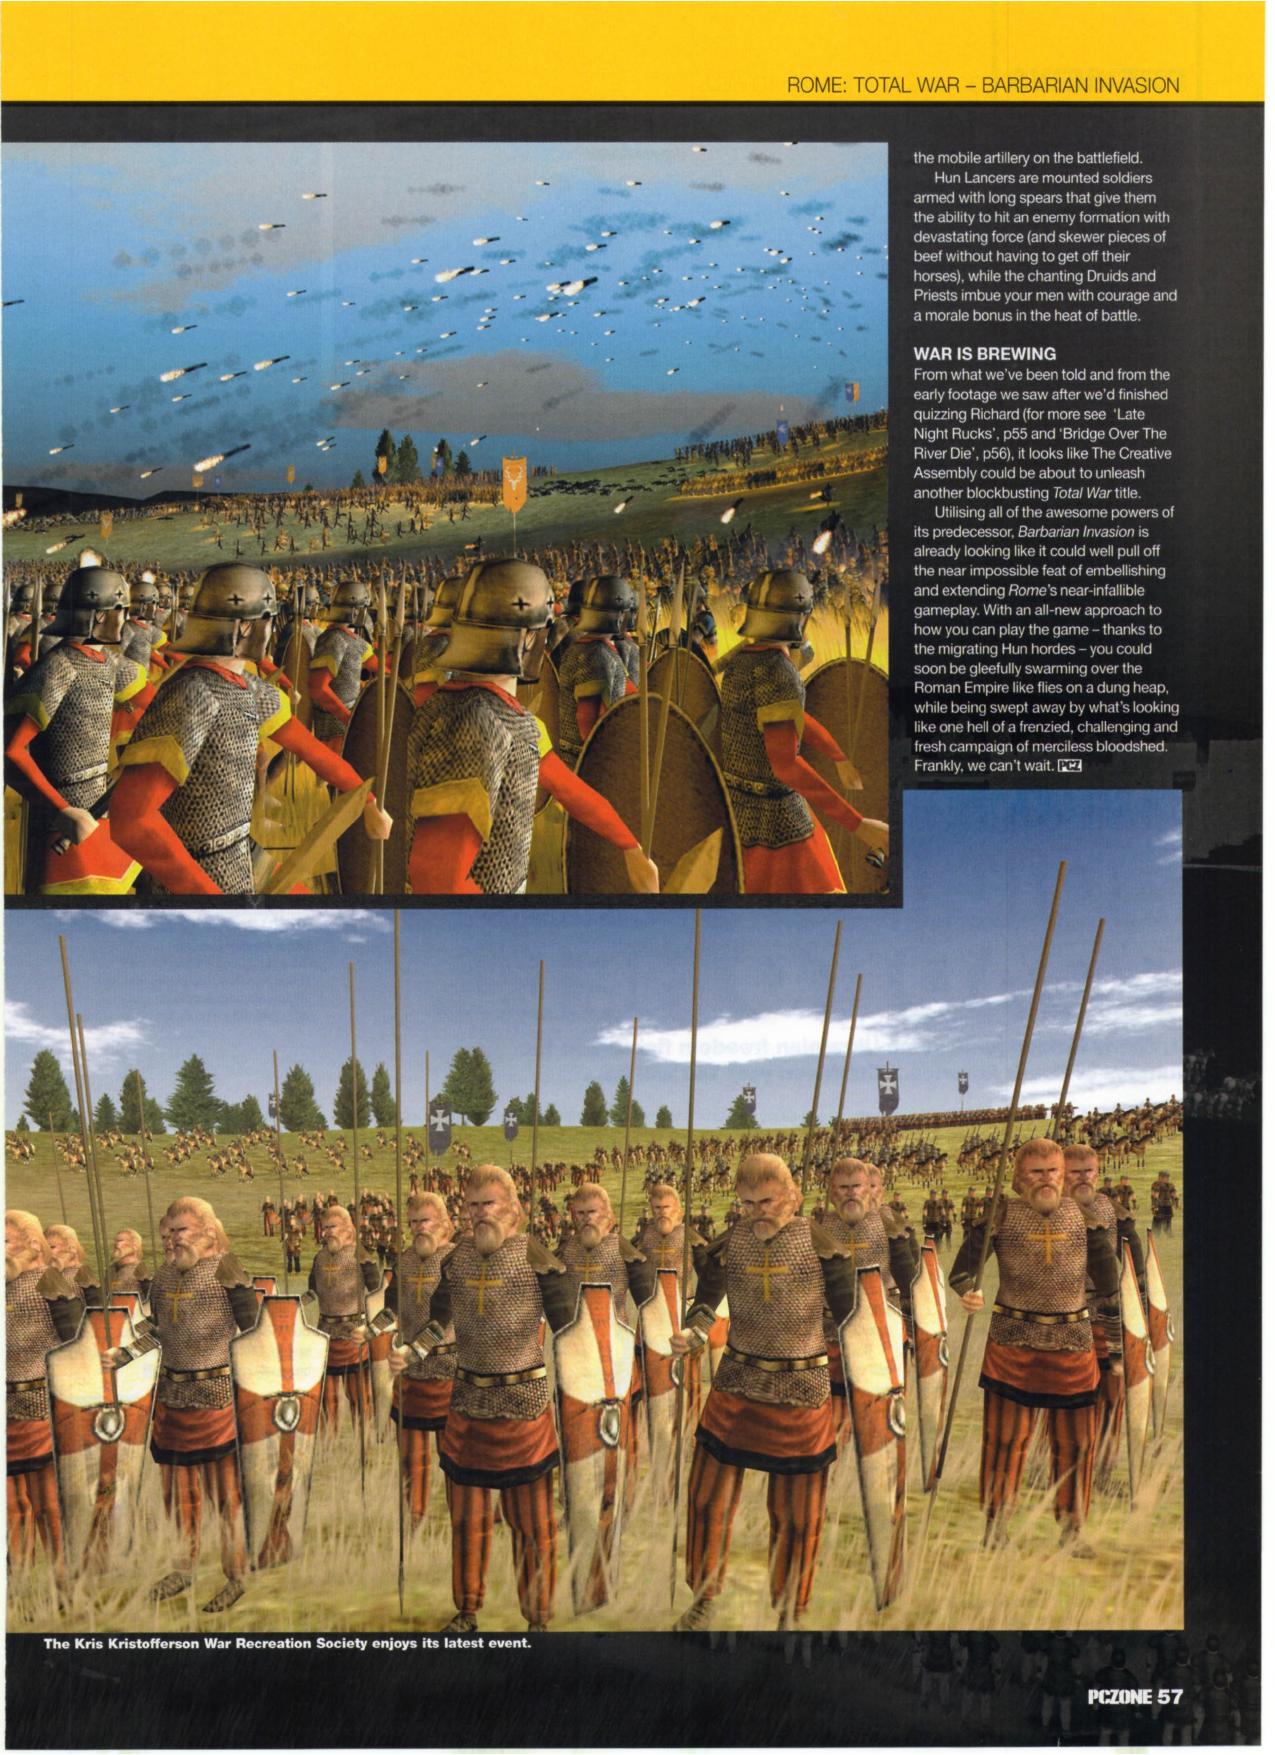 ROME: TOTAL WAR – BARBARIAN INVASION
the mobile artillery on the battlefield.
Hun Lancers are mounted soldiers
armed with long spears that give them
the ability to hit an enemy formation with
devastating force (and skewer pieces of
beef without having to get off their
horses), while the chanting Druids and
Priests imbue your men with courage and
a morale bonus in the heat of battle.
WAR IS BREWING
From what we've been told and from the
early footage we saw after we'd finished
quizzing Richard (for more see 'Late
Night Rucks', p55 and 'Bridge Over The
River Die', p56), it looks like The Creative
Assembly could be about to unleash
another blockbusting Total War title.
Utilising all of the awesome powers of
its predecessor, Barbarian Invasion is
already looking like it could well pull off
the near impossible feat of embellishing
and extending Rome's near-infallible
gameplay. With an all-new approach to
how you can play the game – thanks to
the migrating Hun hordes – you could
soon be gleefully swarming over the
Roman Empire like flies on a dung heap,
while being swept away by what's looking
like one hell of a frenzied, challenging and
fresh campaign of merciless bloodshed.
Frankly, we can't wait. PCZ
The Kris Kristofferson War Recreation Society enjoys its latest event.
PCZONE 57